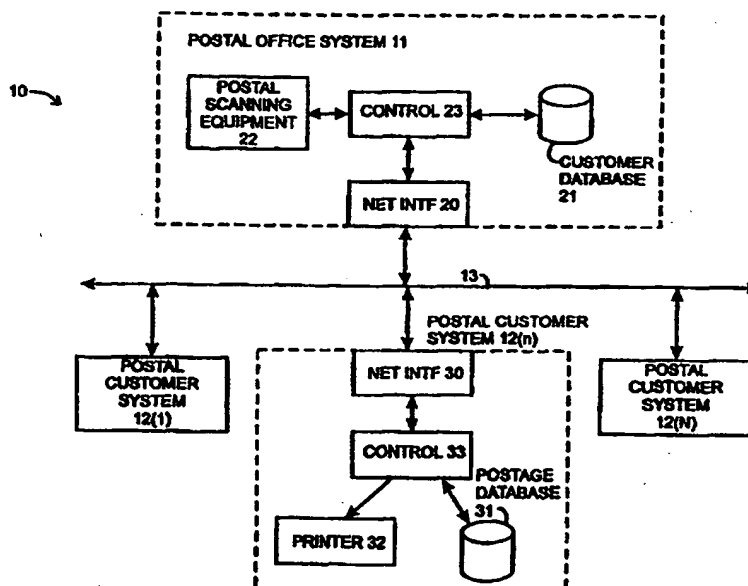 POSTAL OFFICE SYSTEM 11
10
POSTAL
SCANNING
EQUIPMENT
22
CONTROL 23
CUSTOMER
DATABASE
21
NET INTF 20
13
POSTAL CUSTOMER
SYSTEM 12(n)
POSTAL
CUSTOMER
SYSTEM
12(1)
NET INTF 30
POSTAL
CUSTOMER
SYSTEM
12(N)
CONTROL 33
POSTAGE
DATABASE
31
PRINTER 32